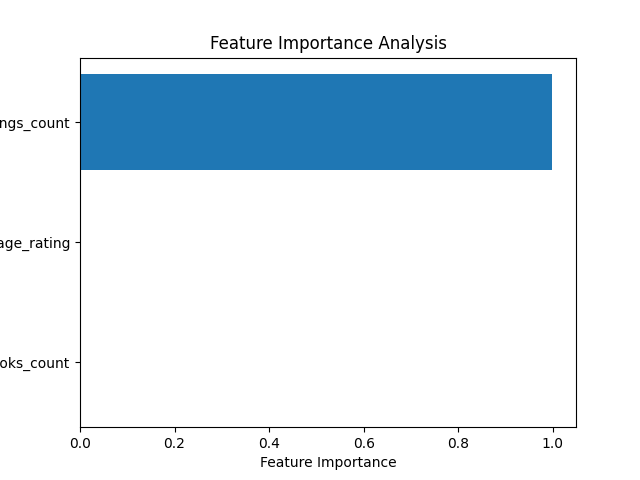 Feature Importance Analysis
ngs_count
age_rating
oks_count
0.0 0.2 0.4 0.6 0.8 1.0
Feature Importance